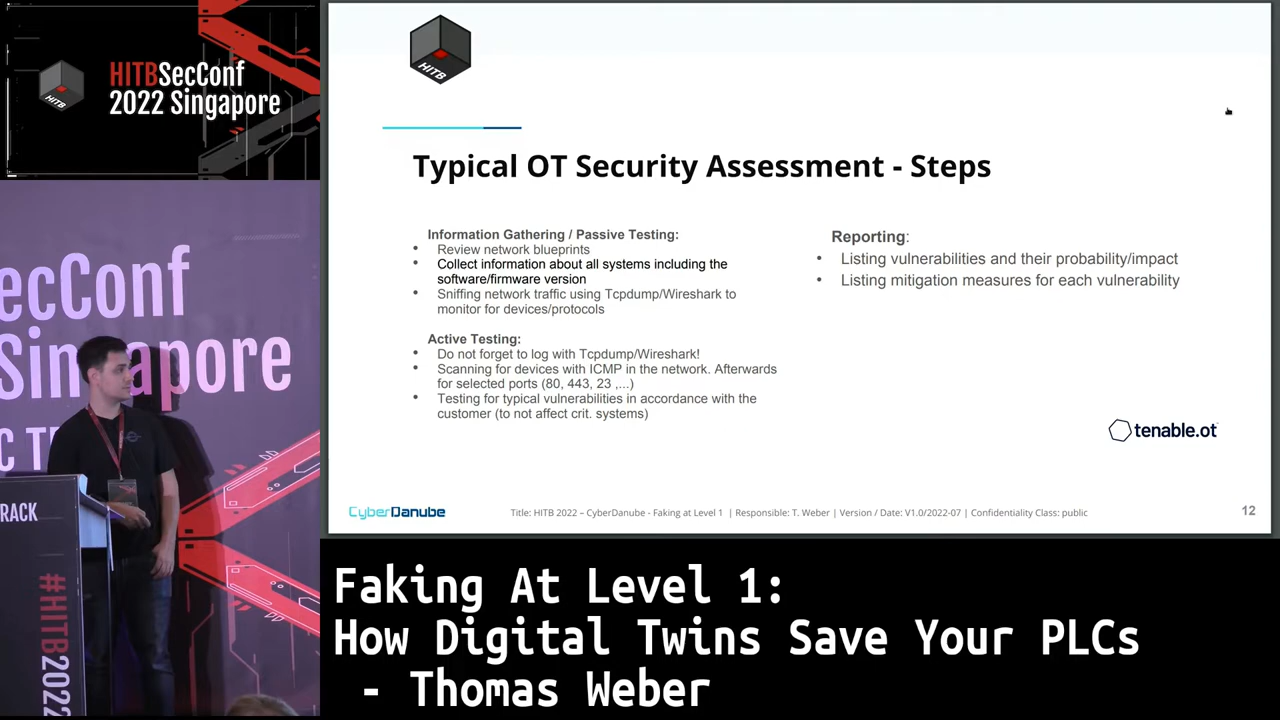 HITBSecConf
2022 Singapore
HITB
ecConf
Singapore
C T
RACK
#HITB2022
HITB
Typical OT Security Assessment - Steps
Information Gathering / Passive Testing:
• Review network blueprints
• Collect information about all systems including the
software/firmware version
• Sniffing network traffic using Tcpdump/Wireshark to
monitor for devices/protocols
Active Testing:
• Do not forget to log with Tcpdump/Wireshark!
• Scanning for devices with ICMP in the network. Afterwards
for selected ports (80, 443, 23 ,...)
• Testing for typical vulnerabilities in accordance with the
customer (to not affect crit. systems)
Reporting:
• Listing vulnerabilities and their probability/impact
• Listing mitigation measures for each vulnerability
tenable.ot
CyberDanube
Title: HITB 2022 – CyberDanube - Faking at Level 1 | Responsible: T. Weber | Version / Date: V1.0/2022-07 | Confidentiality Class: public
12
Faking At Level 1:
How Digital Twins Save Your PLCs
- Thomas Weber